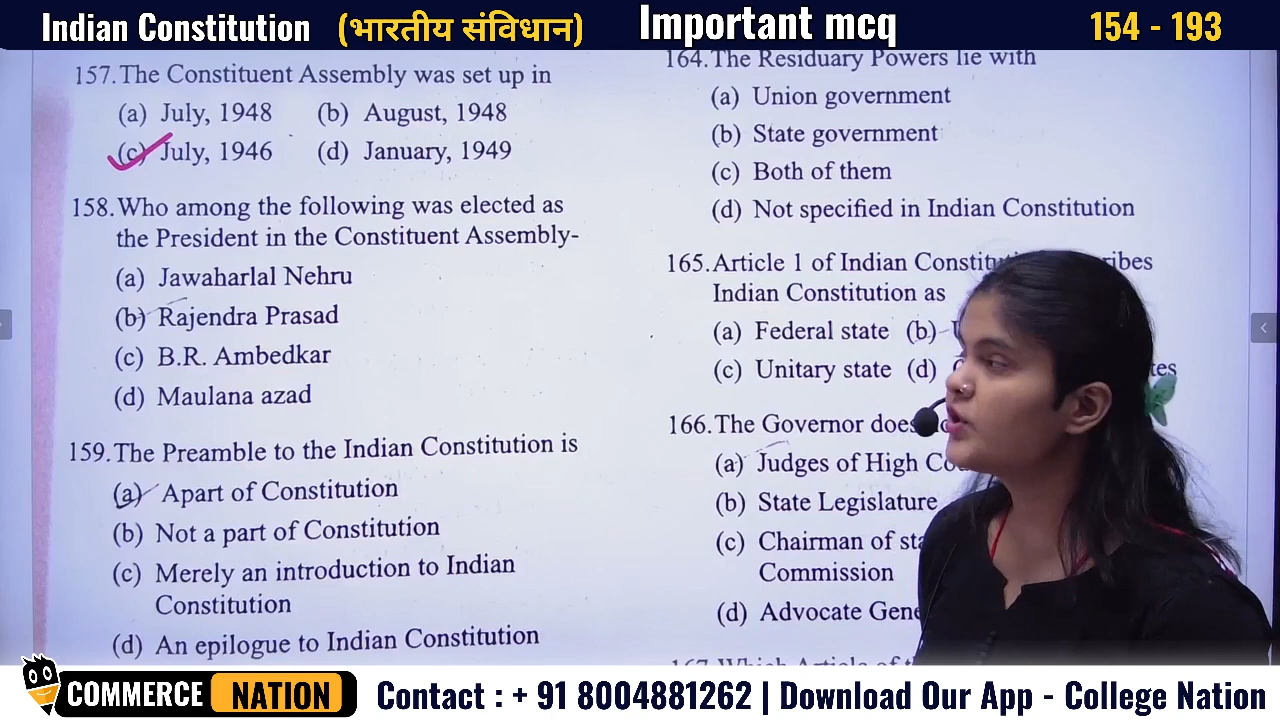 Indian Constitution (भारतीय संविधान) Important mcq 154 - 193
157.The Constituent Assembly was set up in
(a) July, 1948 (b) August, 1948
(c) July, 1946 (d) January, 1949
158.Who among the following was elected as
the President in the Constituent Assembly-
(a) Jawaharlal Nehru
(b) Rajendra Prasad
(c) B.R. Ambedkar
(d) Maulana azad
159.The Preamble to the Indian Constitution is
(a) Apart of Constitution
(b) Not a part of Constitution
(c) Merely an introduction to Indian
Constitution
(d) An epilogue to Indian Constitution
164.The Residuary Powers lie with
(a) Union government
(b) State government
(c) Both of them
(d) Not specified in Indian Constitution
165.Article 1 of Indian
Indian Constitution as
(a) Federal state (b)
(c) Unitary state (d)
166.The Governor does
(a) Judges of High
(b) State Legislature
(c) Chairman of
Commission
(d) Advocate
167.Which Article of
COMMERCE NATION Contact : + 91 8004881262 | Download Our App - College Nation